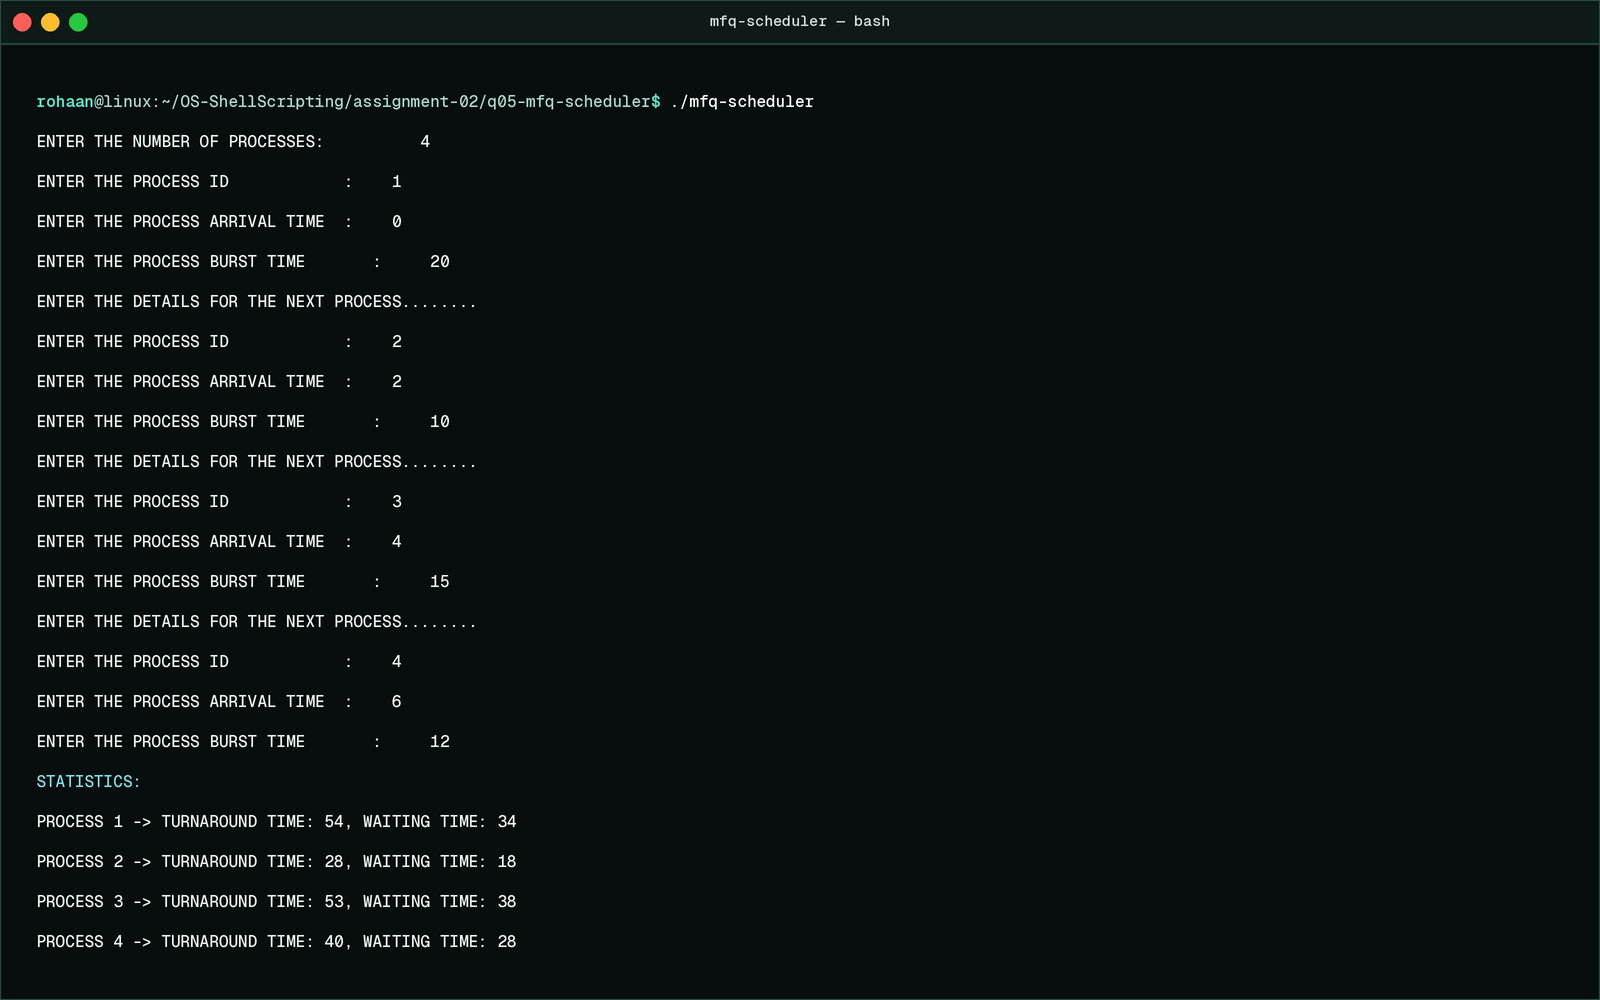 mfq-scheduler — bash
rohaan@linux:~/OS-ShellScripting/assignment-02/q05-mfq-scheduler$ ./mfq-scheduler
ENTER THE NUMBER OF PROCESSES:          4
ENTER THE PROCESS ID            :    1
ENTER THE PROCESS ARRIVAL TIME  :    0
ENTER THE PROCESS BURST TIME       :     20
ENTER THE DETAILS FOR THE NEXT PROCESS........
ENTER THE PROCESS ID            :    2
ENTER THE PROCESS ARRIVAL TIME  :    2
ENTER THE PROCESS BURST TIME       :     10
ENTER THE DETAILS FOR THE NEXT PROCESS........
ENTER THE PROCESS ID            :    3
ENTER THE PROCESS ARRIVAL TIME  :    4
ENTER THE PROCESS BURST TIME       :     15
ENTER THE DETAILS FOR THE NEXT PROCESS........
ENTER THE PROCESS ID            :    4
ENTER THE PROCESS ARRIVAL TIME  :    6
ENTER THE PROCESS BURST TIME       :     12
STATISTICS:
PROCESS 1 -> TURNAROUND TIME: 54, WAITING TIME: 34
PROCESS 2 -> TURNAROUND TIME: 28, WAITING TIME: 18
PROCESS 3 -> TURNAROUND TIME: 53, WAITING TIME: 38
PROCESS 4 -> TURNAROUND TIME: 40, WAITING TIME: 28